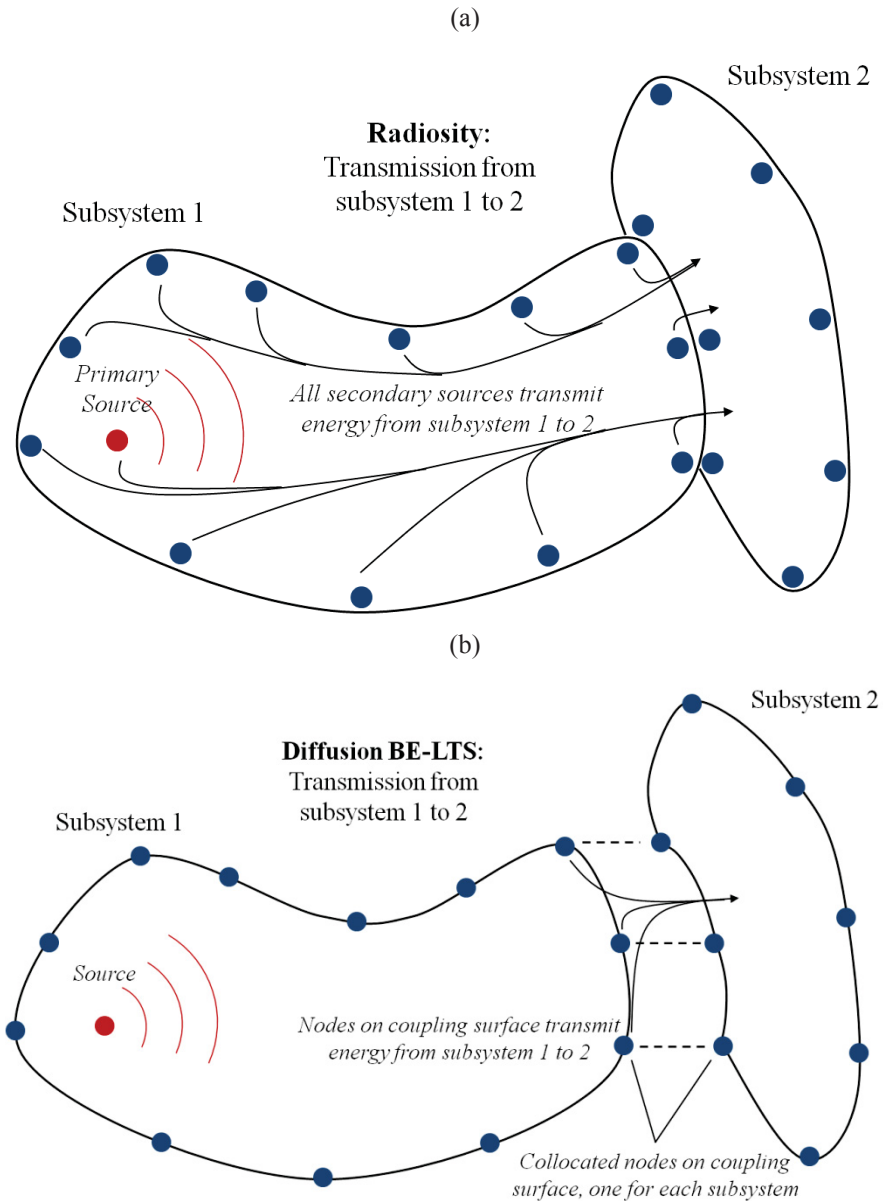 (a)
Subsystem 2
Radiosity:
Transmission from
subsystem 1 to 2
Subsystem 1
Primary
Source
All secondary sources transmit
energy from subsystem 1 to 2
(b)
Subsystem 2
Diffusion BE-LTS:
Transmission from
subsystem 1 to 2
Subsystem 1
Source
Nodes on coupling surface transmit
energy from subsystem 1 to 2
Collocated nodes on coupling
surface, one for each subsystem